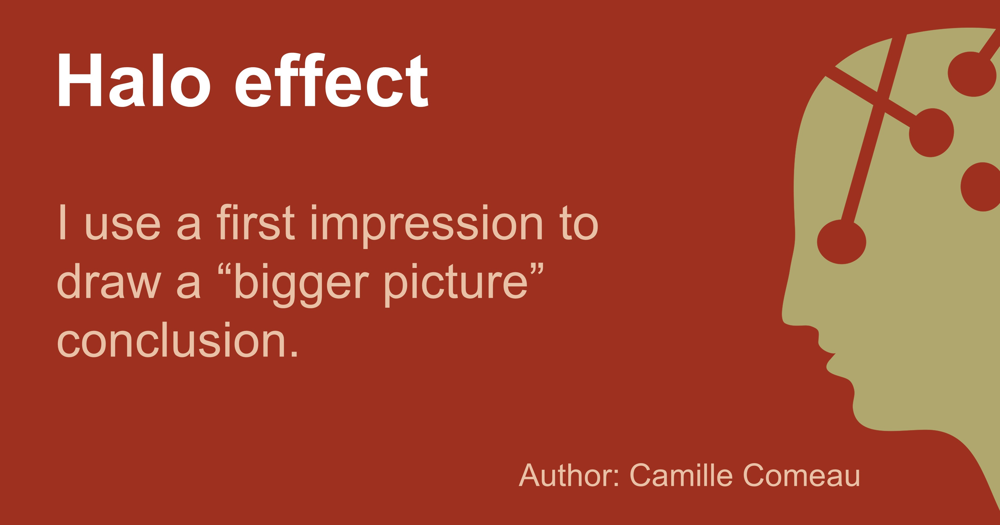 Halo effect
I use a first impression to
draw a “bigger picture”
conclusion.
Author: Camille Comeau